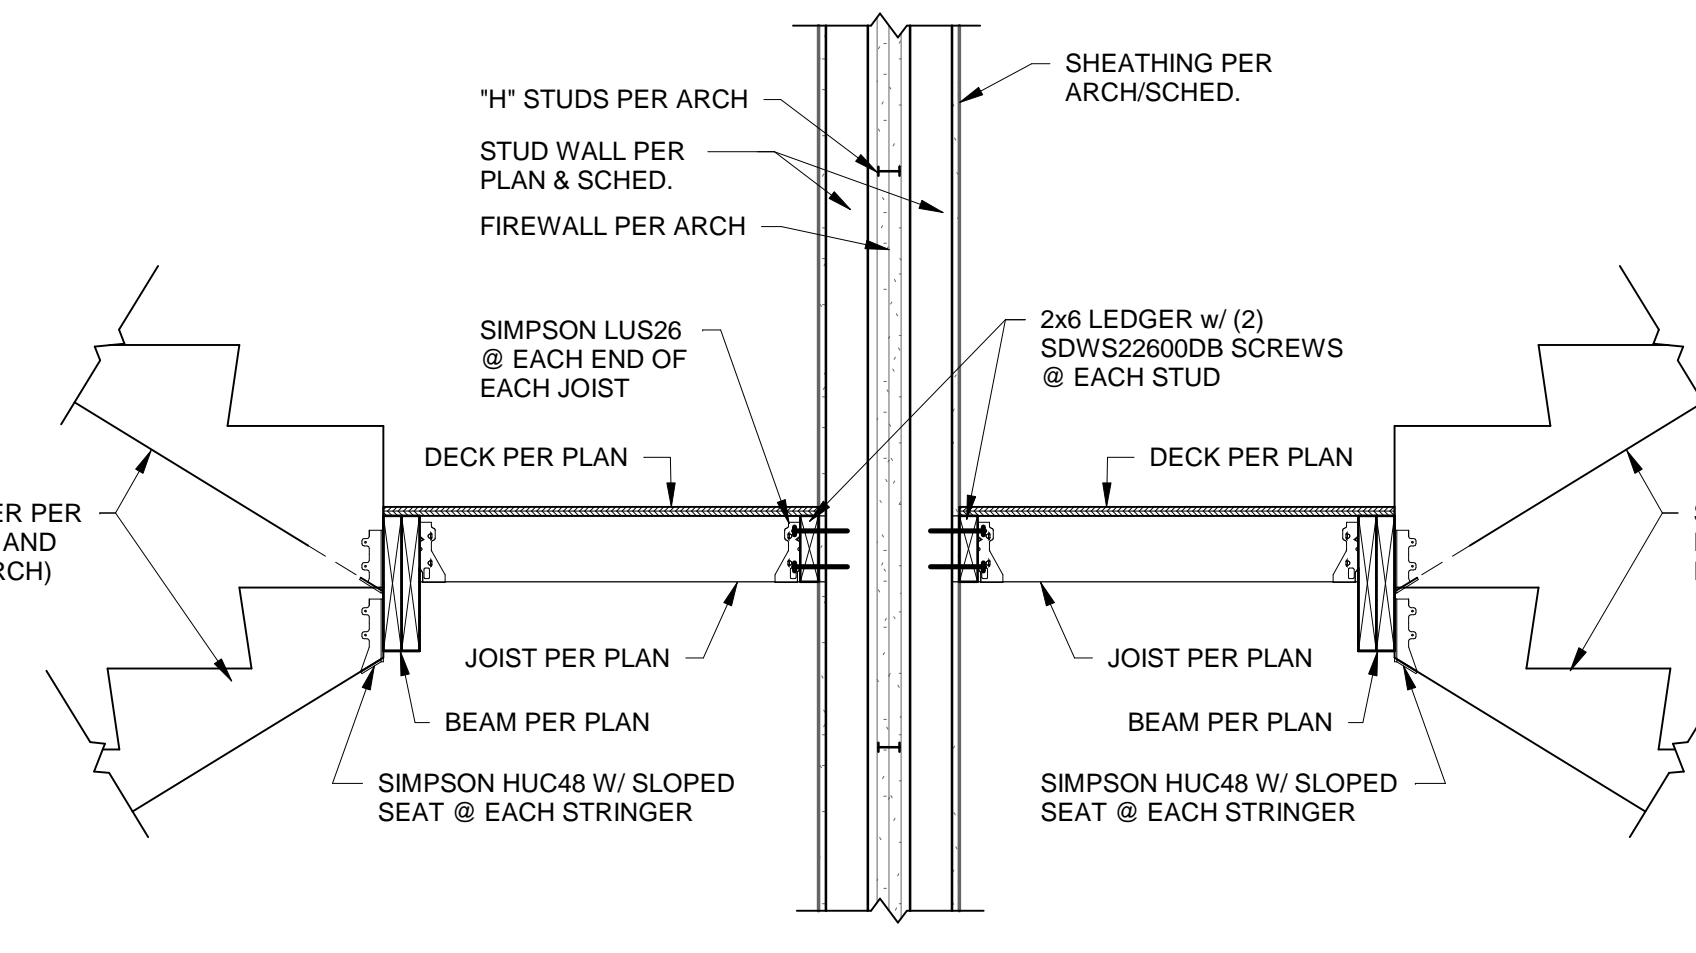 SHEATHING PER
ARCH/SCHED.
"H" STUDS PER ARCH
STUD WALL PER
PLAN & SCHED.
FIREWALL PER ARCH
SIMPSON LUS26
@ EACH END OF
EACH JOIST
2x6 LEDGER w/ (2)
SDWS22600DB SCREWS
@ EACH STUD
DECK PER PLAN
DECK PER PLAN
PER
AND
JOIST PER PLAN
JOIST PER PLAN
BEAM PER PLAN
BEAM PER PLAN
SIMPSON HUC48 W/ SLOPED
SEAT @ EACH STRINGER
SIMPSON HUC48 W/ SLOPED
SEAT @ EACH STRINGER